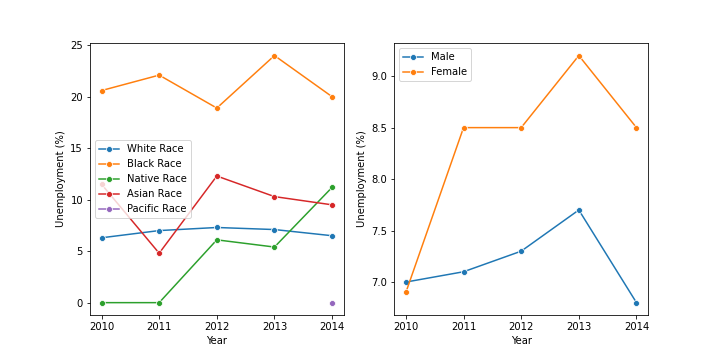 25
20
15
10
5
0
Unemployment (%)
White Race
Black Race
Native Race
Asian Race
Pacific Race
2010 2011 2012 2013 2014
Year
9.0
8.5
8.0
7.5
7.0
Unemployment (%)
Male
Female
2010 2011 2012 2013 2014
Year